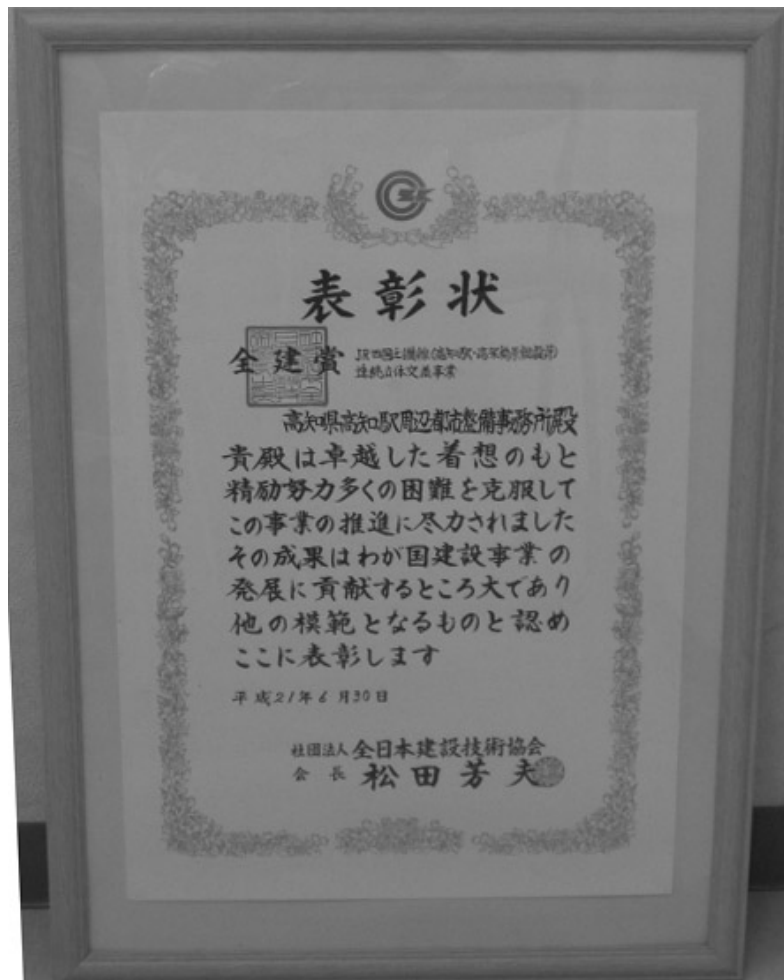 表彰状
全建賞
JR四国土讃線(高知駅・高架動車組設等)
連続立体交差事業
高知県高知駅周辺都市整備事務所殿
貴殿は卓越した着想のもと
精励努力多くの困難を克服して
この事業の推進に尽力されました
その成果はわが国建設事業の
発展に貢献するところ大であり
他の模範となるものと認め
ここに表彰します
平成21年6月30日
社団法人 全日本建設技術協会
会長 松田芳夫